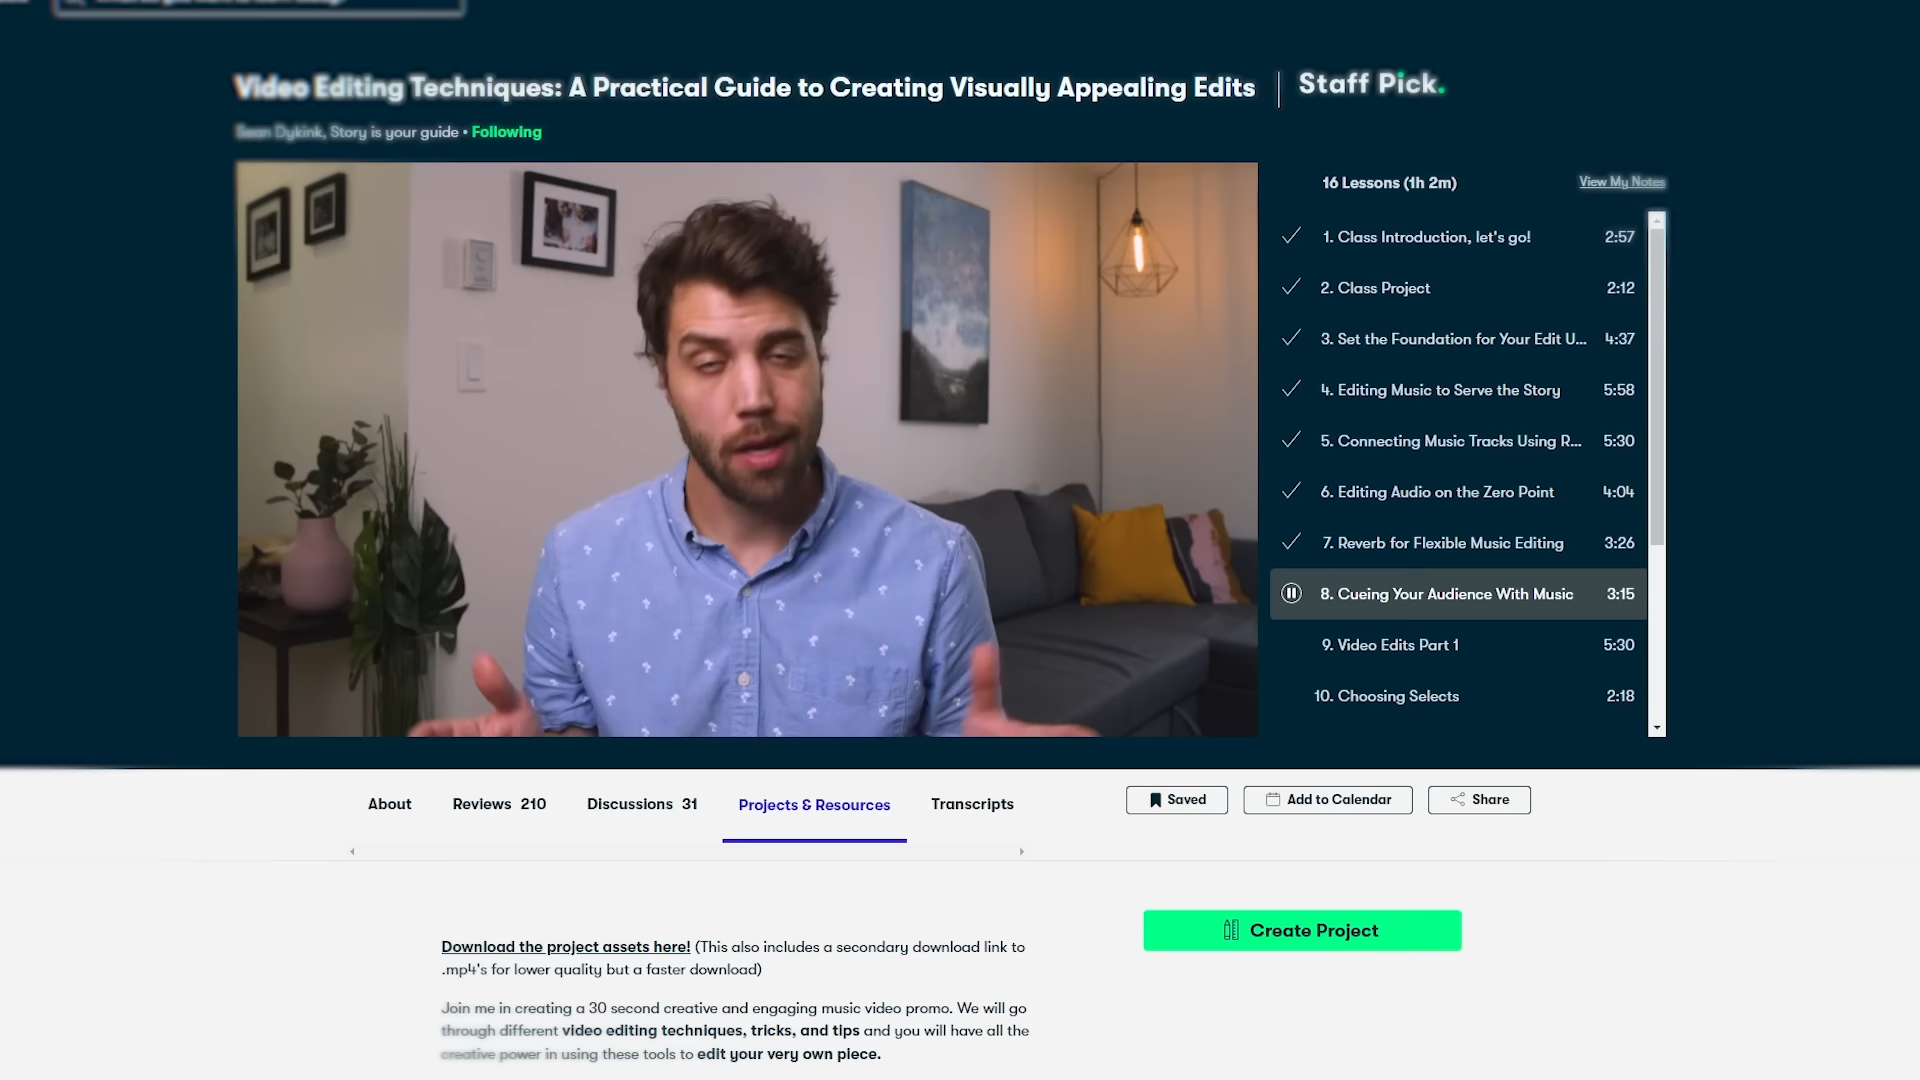 Video Editing Techniques: A Practical Guide to Creating Visually Appealing Edits
Staff Pick.
Sean Dykink, Story is your guide • Following
16 Lessons (1h 2m)
View My Notes
1. Class Introduction, let's go! 2:57
2. Class Project 2:12
3. Set the Foundation for Your Edit U... 4:37
4. Editing Music to Serve the Story 5:58
5. Connecting Music Tracks Using R... 5:30
6. Editing Audio on the Zero Point 4:04
7. Reverb for Flexible Music Editing 3:26
8. Cueing Your Audience With Music 3:15
9. Video Edits Part 1 5:30
10. Choosing Selects 2:18
About Reviews 210 Discussions 31 Projects & Resources Transcripts
Saved Add to Calendar Share
Create Project
Download the project assets here! (This also includes a secondary download link to
.mp4's for lower quality but a faster download)
Join me in creating a 30 second creative and engaging music video promo. We will go
through different video editing techniques, tricks, and tips and you will have all the
creative power in using these tools to edit your very own piece.